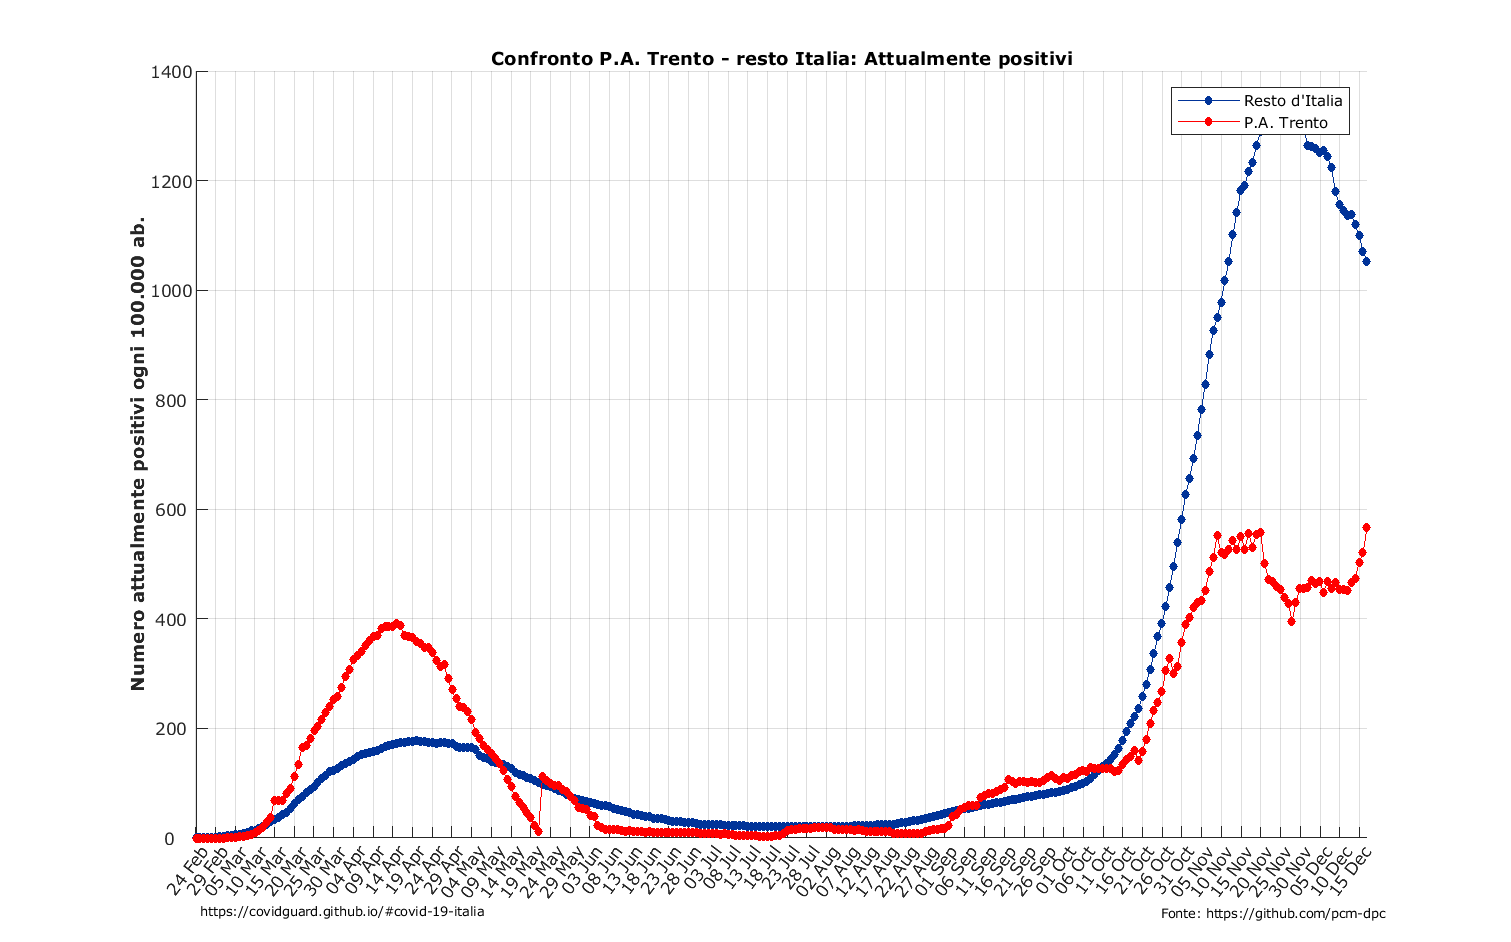 Confronto P.A. Trento - resto Italia: Attualmente positivi
Resto d'Italia
P.A. Trento
Numero attualmente positivi ogni 100.000 ab.
1400
1200
1000
800
600
400
200
0
24 Feb
29 Feb
05 Mar
10 Mar
15 Mar
20 Mar
25 Mar
30 Mar
04 Apr
09 Apr
14 Apr
19 Apr
24 Apr
29 Apr
04 May
09 May
14 May
19 May
24 May
29 May
03 Jun
08 Jun
13 Jun
18 Jun
23 Jun
28 Jun
03 Jul
08 Jul
13 Jul
18 Jul
23 Jul
28 Jul
02 Aug
07 Aug
12 Aug
17 Aug
22 Aug
27 Aug
01 Sep
06 Sep
11 Sep
16 Sep
21 Sep
26 Sep
01 Oct
06 Oct
11 Oct
16 Oct
21 Oct
26 Oct
31 Oct
05 Nov
10 Nov
15 Nov
20 Nov
25 Nov
30 Nov
05 Dec
10 Dec
15 Dec
https://covidguard.github.io/#covid-19-italia
Fonte: https://github.com/pcm-dpc